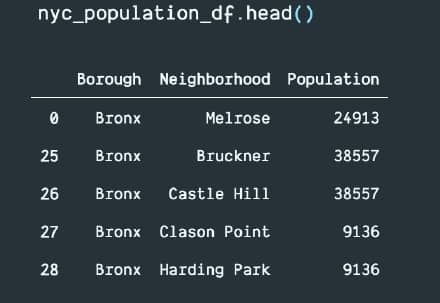 nyc_population_df.head()
Borough Neighborhood Population
0 Bronx Melrose 24913
25 Bronx Bruckner 38557
26 Bronx Castle Hill 38557
27 Bronx Clason Point 9136
28 Bronx Harding Park 9136